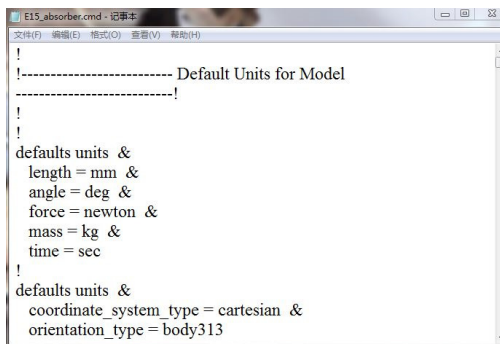 E15_absorber.cmd - 记事本
文件(F) 编辑(E) 格式(O) 查看(V) 帮助(H)
!
!-------------------------- Default Units for Model
---------------------------!
!
!
defaults units  &
   length = mm  &
   angle = deg  &
   force = newton  &
   mass = kg  &
   time = sec
!
defaults units  &
   coordinate_system_type = cartesian  &
   orientation_type = body313